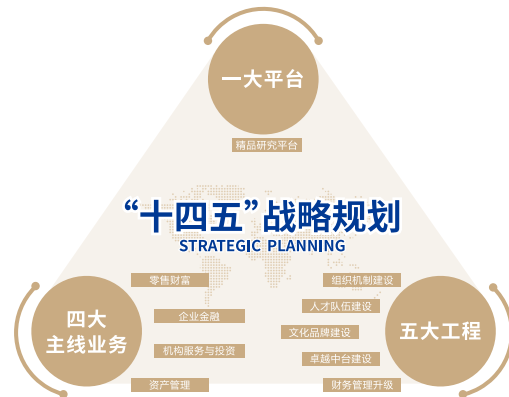 一大平台
精品研究平台
“十四五”战略规划
STRATEGIC PLANNING
四大
主线业务
零售财富
企业金融
机构服务与投资
资产管理
五大工程
组织机制建设
人才队伍建设
文化品牌建设
卓越中台建设
财务管理升级